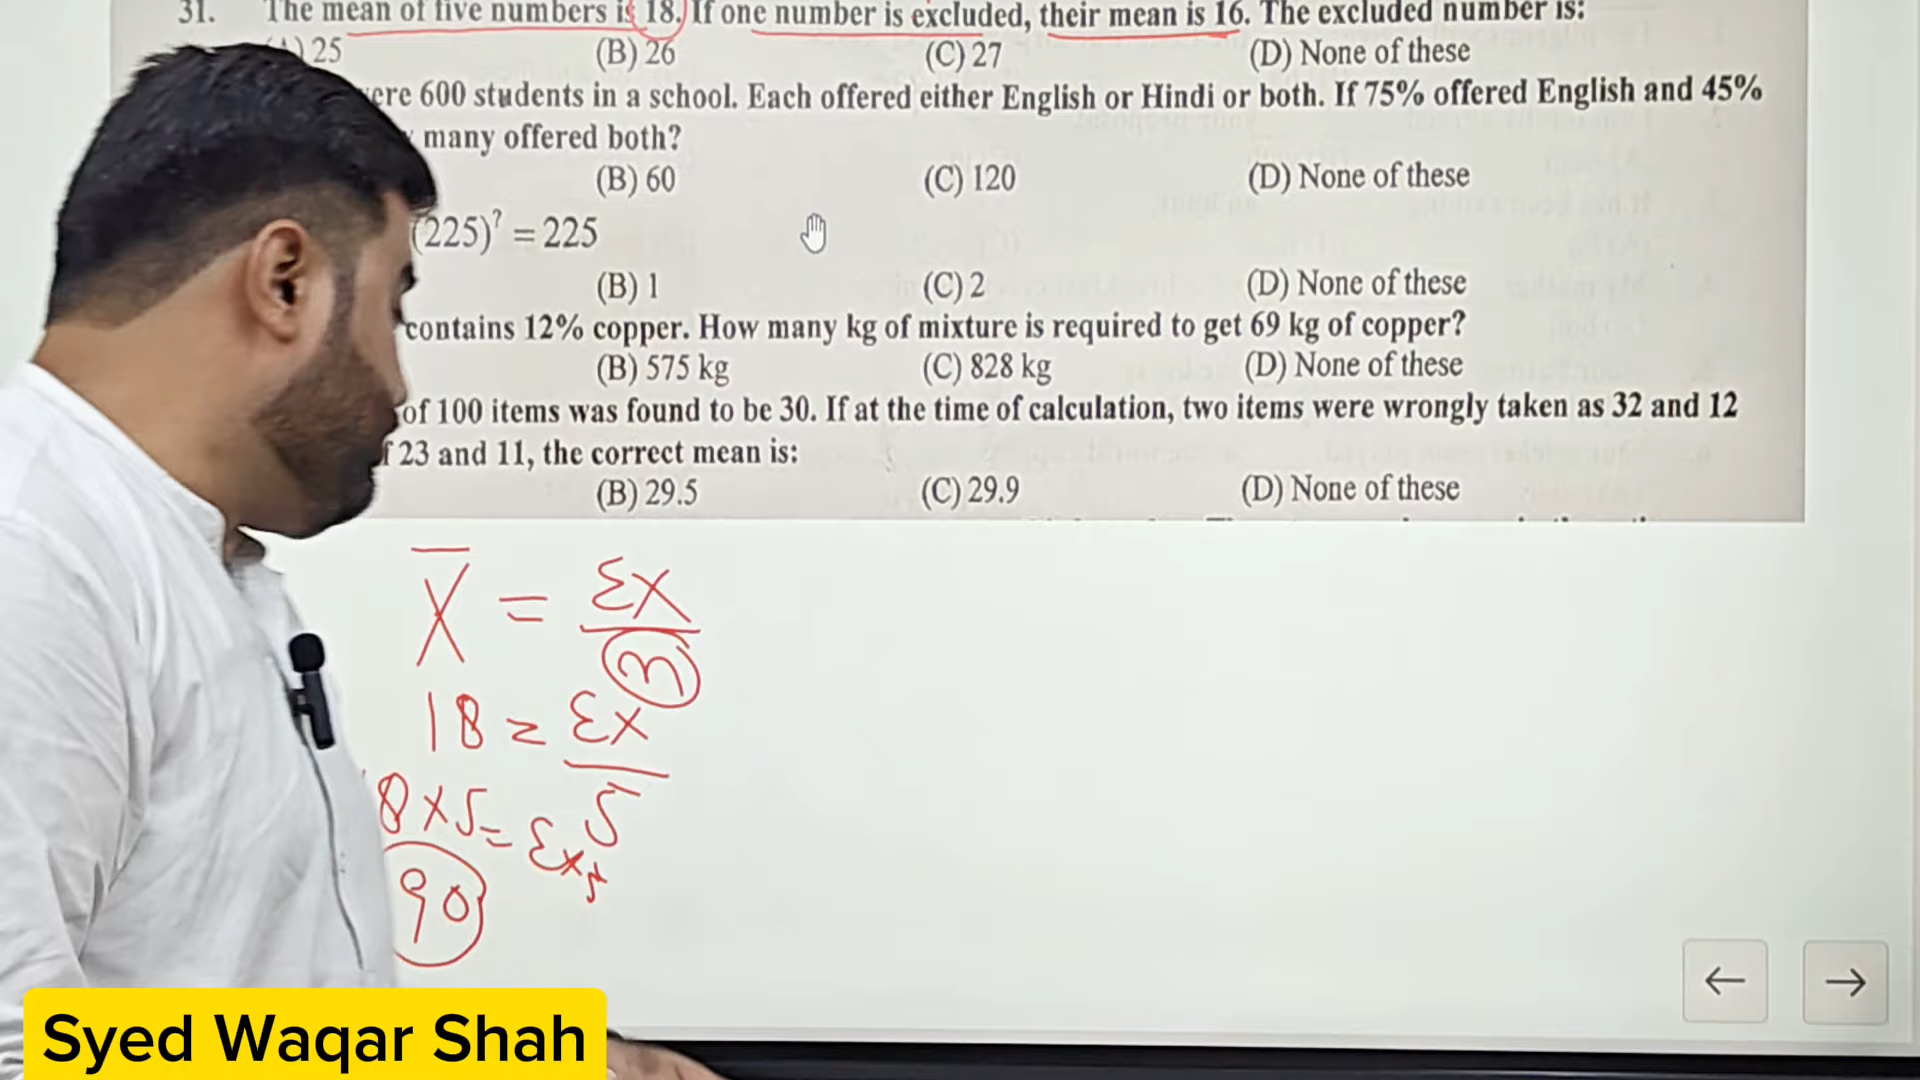 31. The mean of five numbers is 18. If one number is excluded, their mean is 16. The excluded number is:
25 (B) 26 (C) 27 (D) None of these
ere 600 students in a school. Each offered either English or Hindi or both. If 75% offered English and 45%
many offered both?
(B) 60 (C) 120 (D) None of these
(225)^? = 225
(B) 1 (C) 2 (D) None of these
contains 12% copper. How many kg of mixture is required to get 69 kg of copper?
(B) 575 kg (C) 828 kg (D) None of these
of 100 items was found to be 30. If at the time of calculation, two items were wrongly taken as 32 and 12
23 and 11, the correct mean is:
(B) 29.5 (C) 29.9 (D) None of these
X̄ = ΣX / n
18 = ΣX / 5
8 × 5 = Σx
90
Syed Waqar Shah